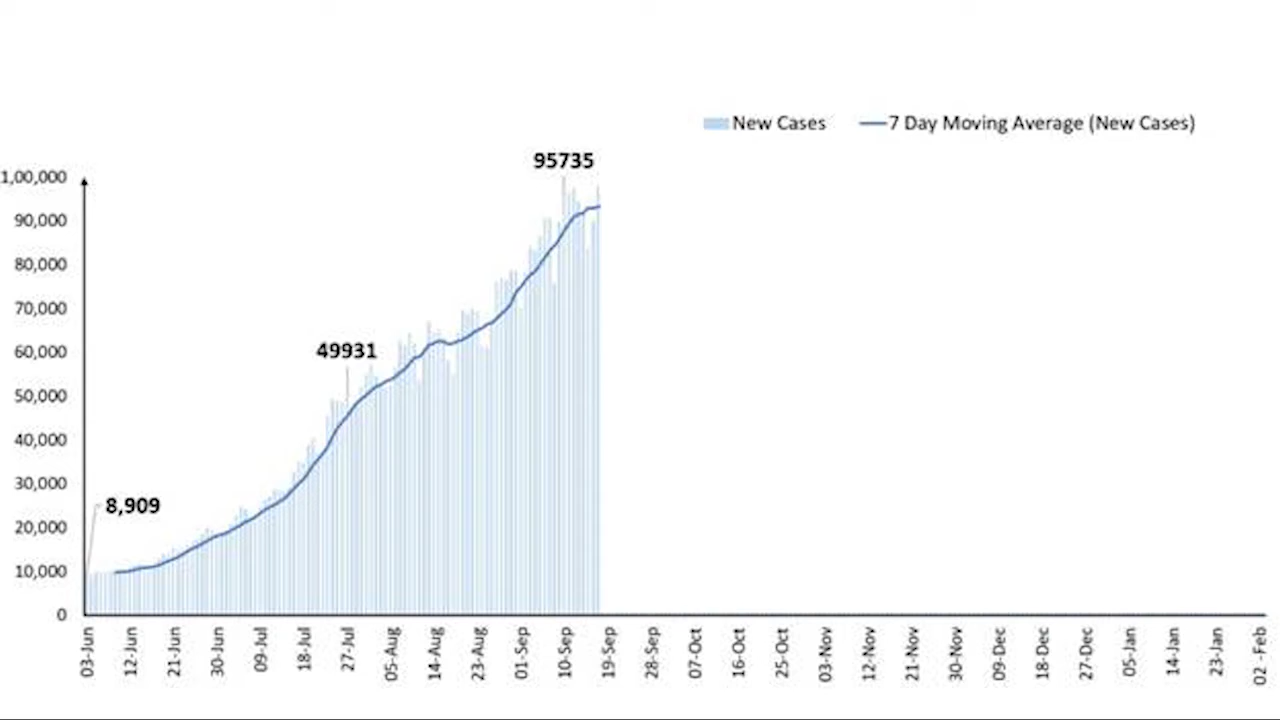 New Cases
7 Day Moving Average (New Cases)
95735
1,00,000
90,000
80,000
70,000
49931
60,000
50,000
40,000
30,000
8,909
20,000
10,000
0
03-Jun
12-Jun
21-Jun
30-Jun
09-Jul
18-Jul
27-Jul
05-Aug
14-Aug
23-Aug
01-Sep
10-Sep
19-Sep
28-Sep
07-Oct
16-Oct
25-Oct
03-Nov
12-Nov
21-Nov
30-Nov
09-Dec
18-Dec
27-Dec
05-Jan
14-Jan
23-Jan
02 - Feb